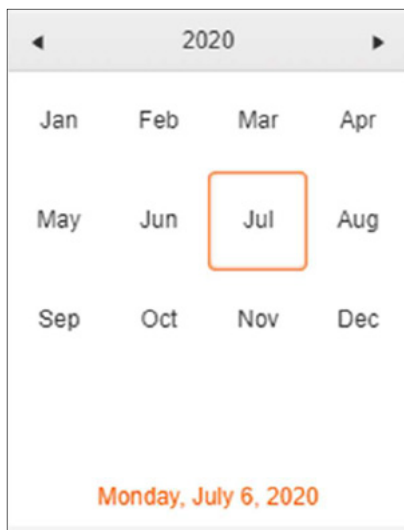 2020
Jan Feb Mar Apr
May Jun Jul Aug
Sep Oct Nov Dec
Monday, July 6, 2020